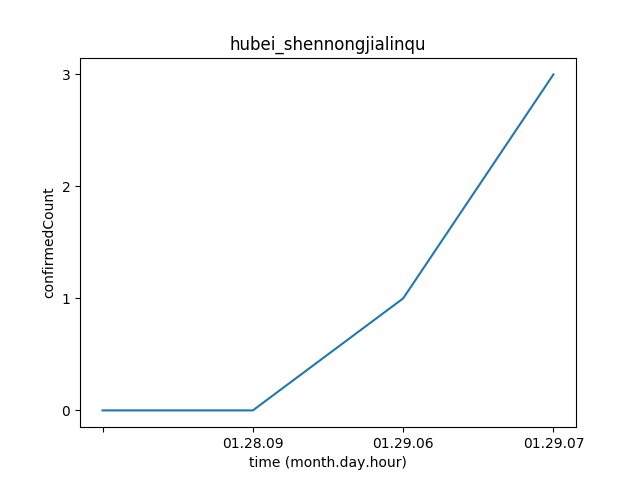 hubei_shennongjialinqu
3
2
1
0
confirmedCount
01.28.09 01.29.06 01.29.07
time (month.day.hour)